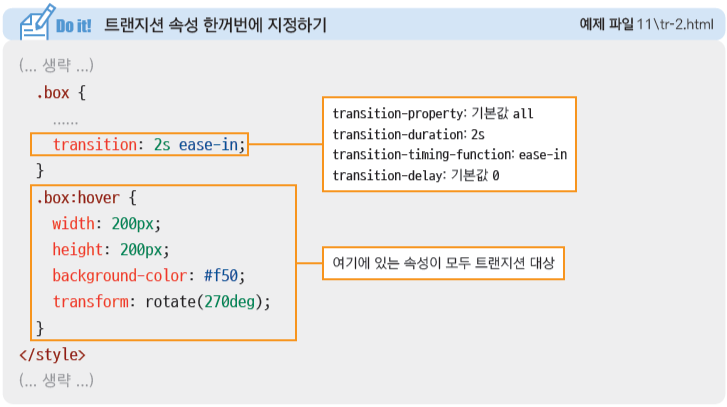 Do it! 트랜지션 속성 한꺼번에 지정하기
예제 파일 11\tr-2.html
(... 생략 ...)
.box {
......
transition: 2s ease-in;
}
transition-property: 기본값 all
transition-duration: 2s
transition-timing-function: ease-in
transition-delay: 기본값 0
.box:hover {
width: 200px;
height: 200px;
background-color: #f50;
transform: rotate(270deg);
}
여기에 있는 속성이 모두 트랜지션 대상
</style>
(... 생략 ...)